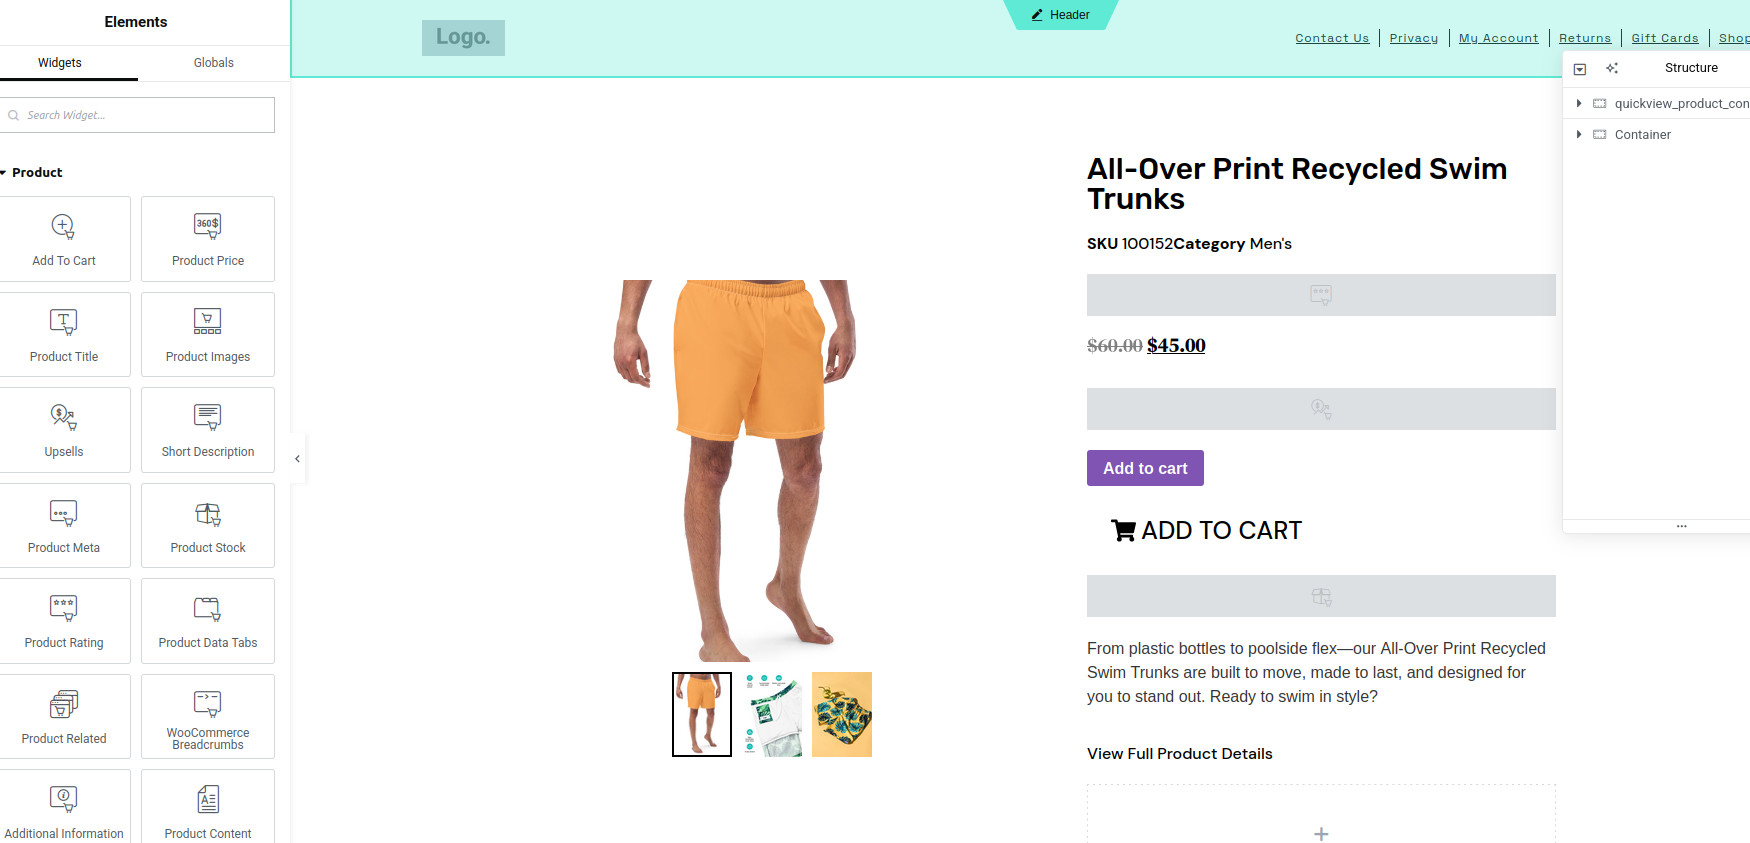 Elements
Widgets
Globals
Search Widget...
Product
Add To Cart
Product Price
360$
Product Title
Product Images
Upsells
Short Description
Product Meta
Product Stock
Product Rating
Product Data Tabs
Product Related
WooCommerce
Breadcrumbs
Additional Information
Product Content
Logo.
Header
Contact Us
Privacy
My Account
Returns
Gift Cards
Shop
Structure
quickview_product_con
Container
All-Over Print Recycled Swim
Trunks
SKU 100152Category Men's
$60.00 $45.00
Add to cart
ADD TO CART
From plastic bottles to poolside flex—our All-Over Print Recycled
Swim Trunks are built to move, made to last, and designed for
you to stand out. Ready to swim in style?
View Full Product Details